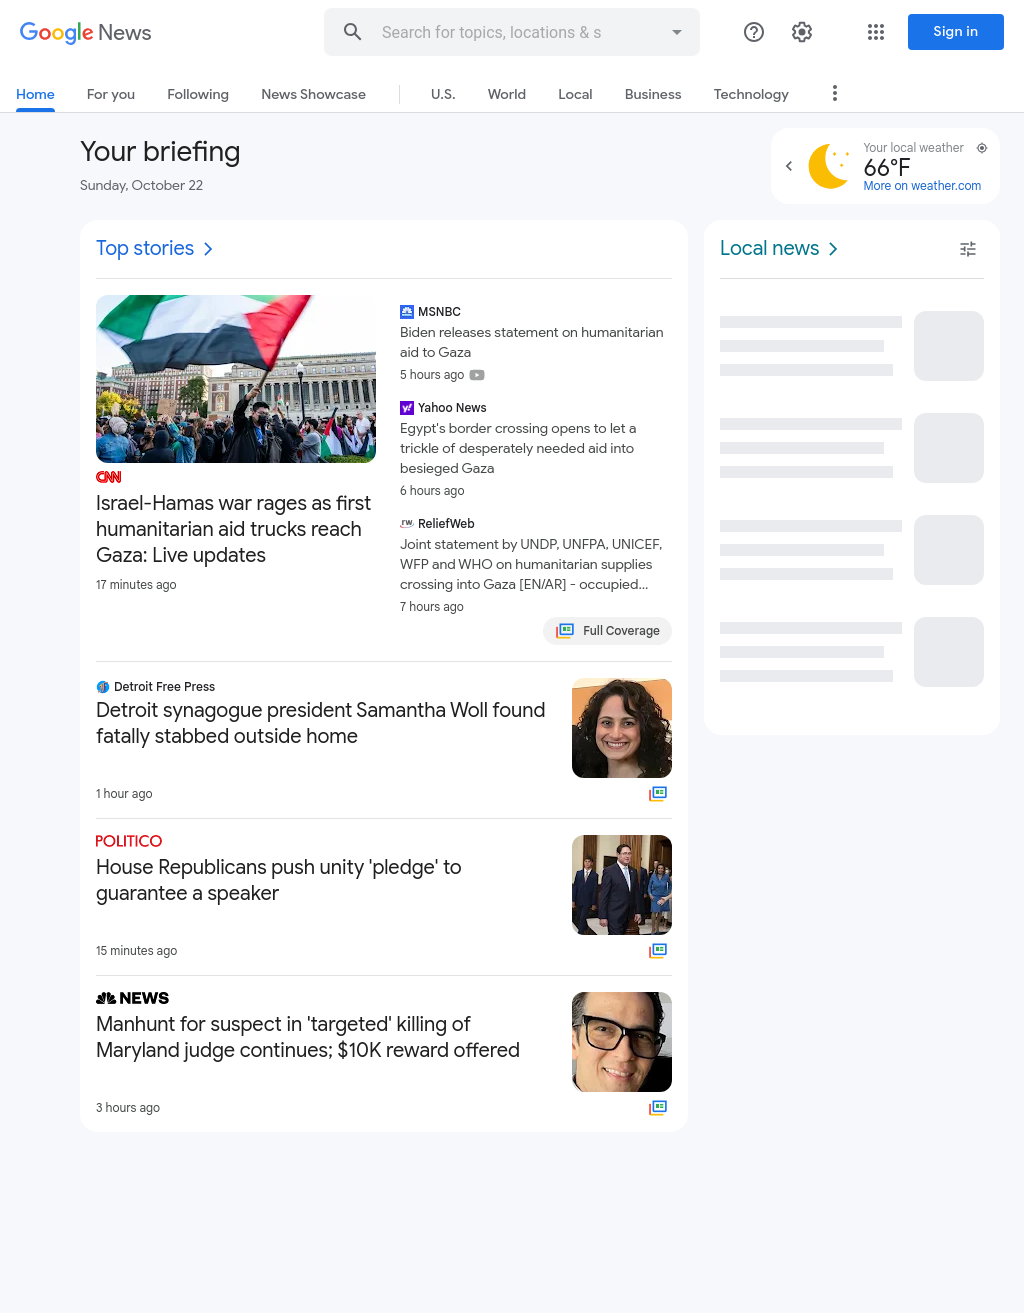 Google News
Search for topics, locations & s
Sign in
Home
For you
Following
News Showcase
U.S.
World
Local
Business
Technology
Your briefing
Sunday, October 22
Your local weather
66°F
More on weather.com
Top stories
CNN
Israel-Hamas war rages as first
humanitarian aid trucks reach
Gaza: Live updates
17 minutes ago
MSNBC
Biden releases statement on humanitarian
aid to Gaza
5 hours ago
Yahoo News
Egypt's border crossing opens to let a
trickle of desperately needed aid into
besieged Gaza
6 hours ago
rw ReliefWeb
Joint statement by UNDP, UNFPA, UNICEF,
WFP and WHO on humanitarian supplies
crossing into Gaza [EN/AR] - occupied...
7 hours ago
Full Coverage
Detroit Free Press
Detroit synagogue president Samantha Woll found
fatally stabbed outside home
1 hour ago
POLITICO
House Republicans push unity 'pledge' to
guarantee a speaker
15 minutes ago
NEWS
Manhunt for suspect in 'targeted' killing of
Maryland judge continues; $10K reward offered
3 hours ago
Local news